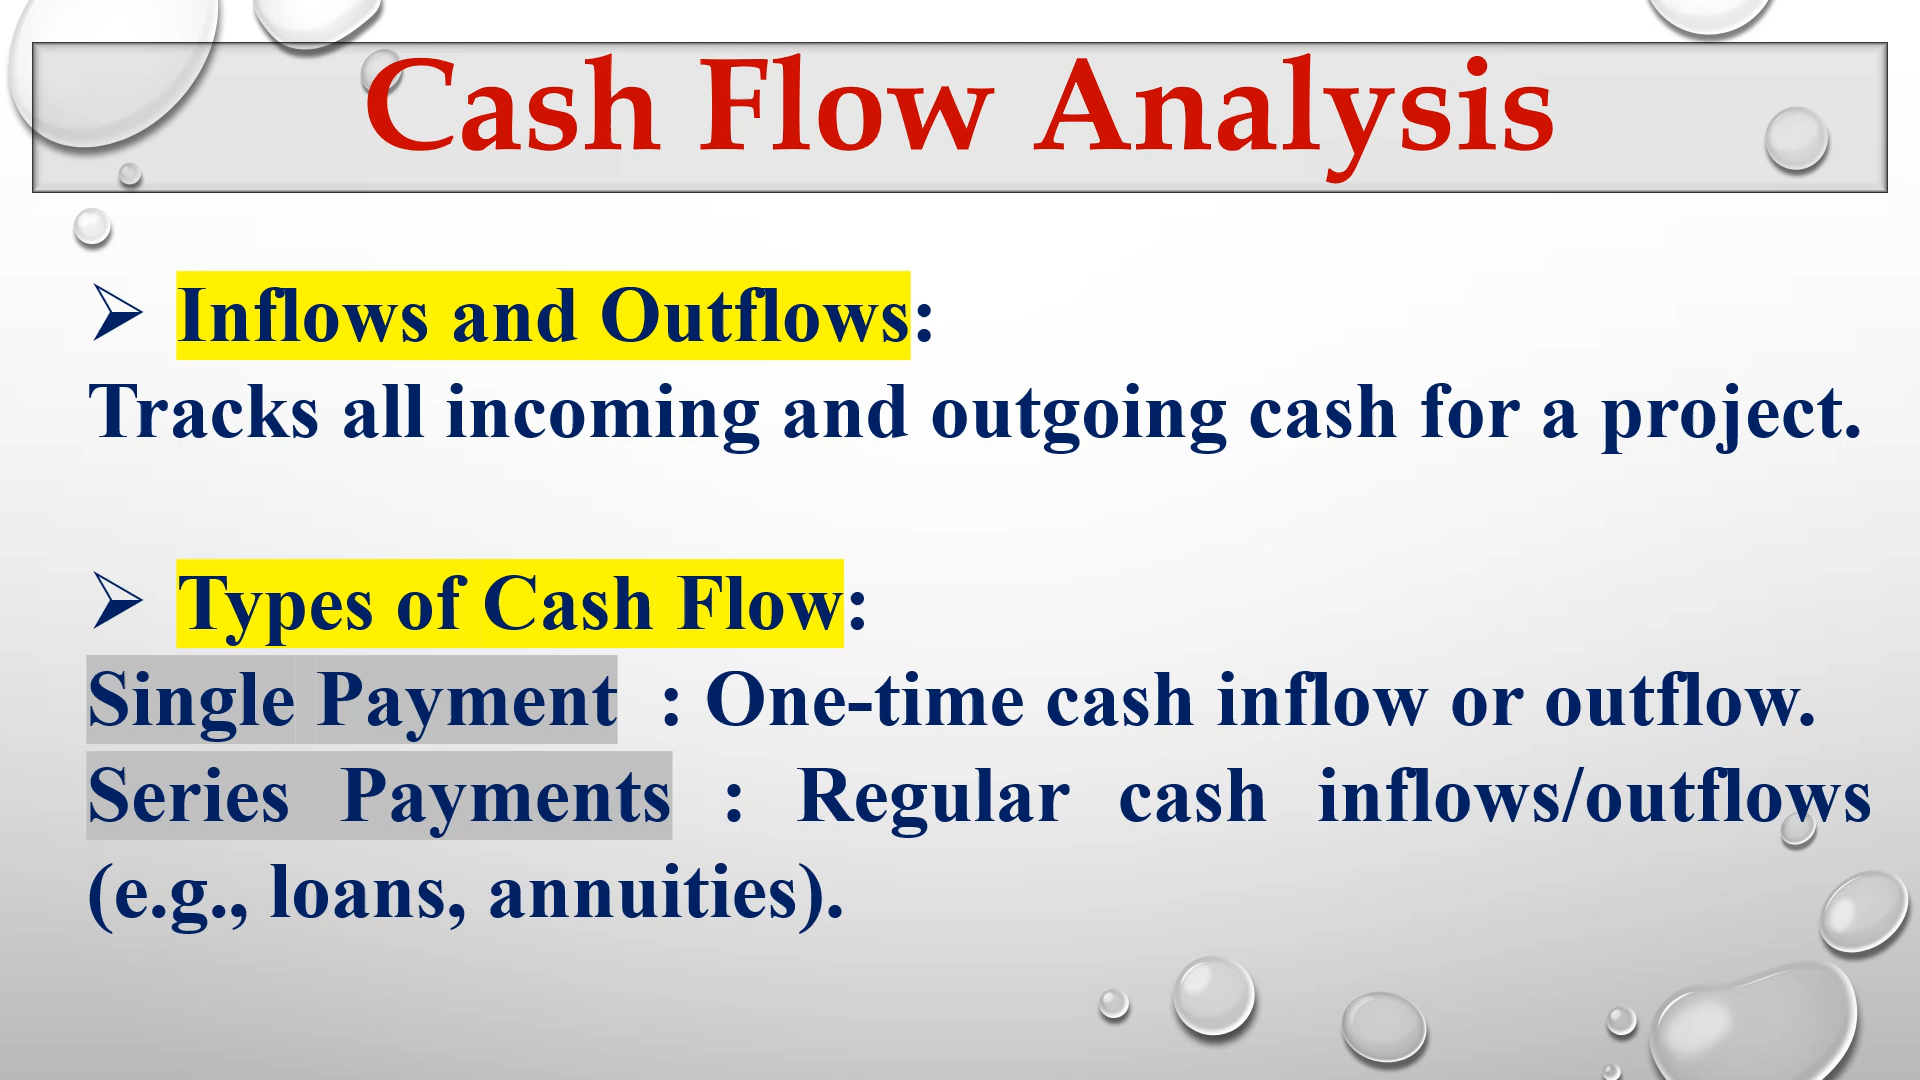 Cash Flow Analysis
➢ Inflows and Outflows:
Tracks all incoming and outgoing cash for a project.
➢ Types of Cash Flow:
Single Payment : One-time cash inflow or outflow.
Series Payments : Regular cash inflows/outflows
(e.g., loans, annuities).